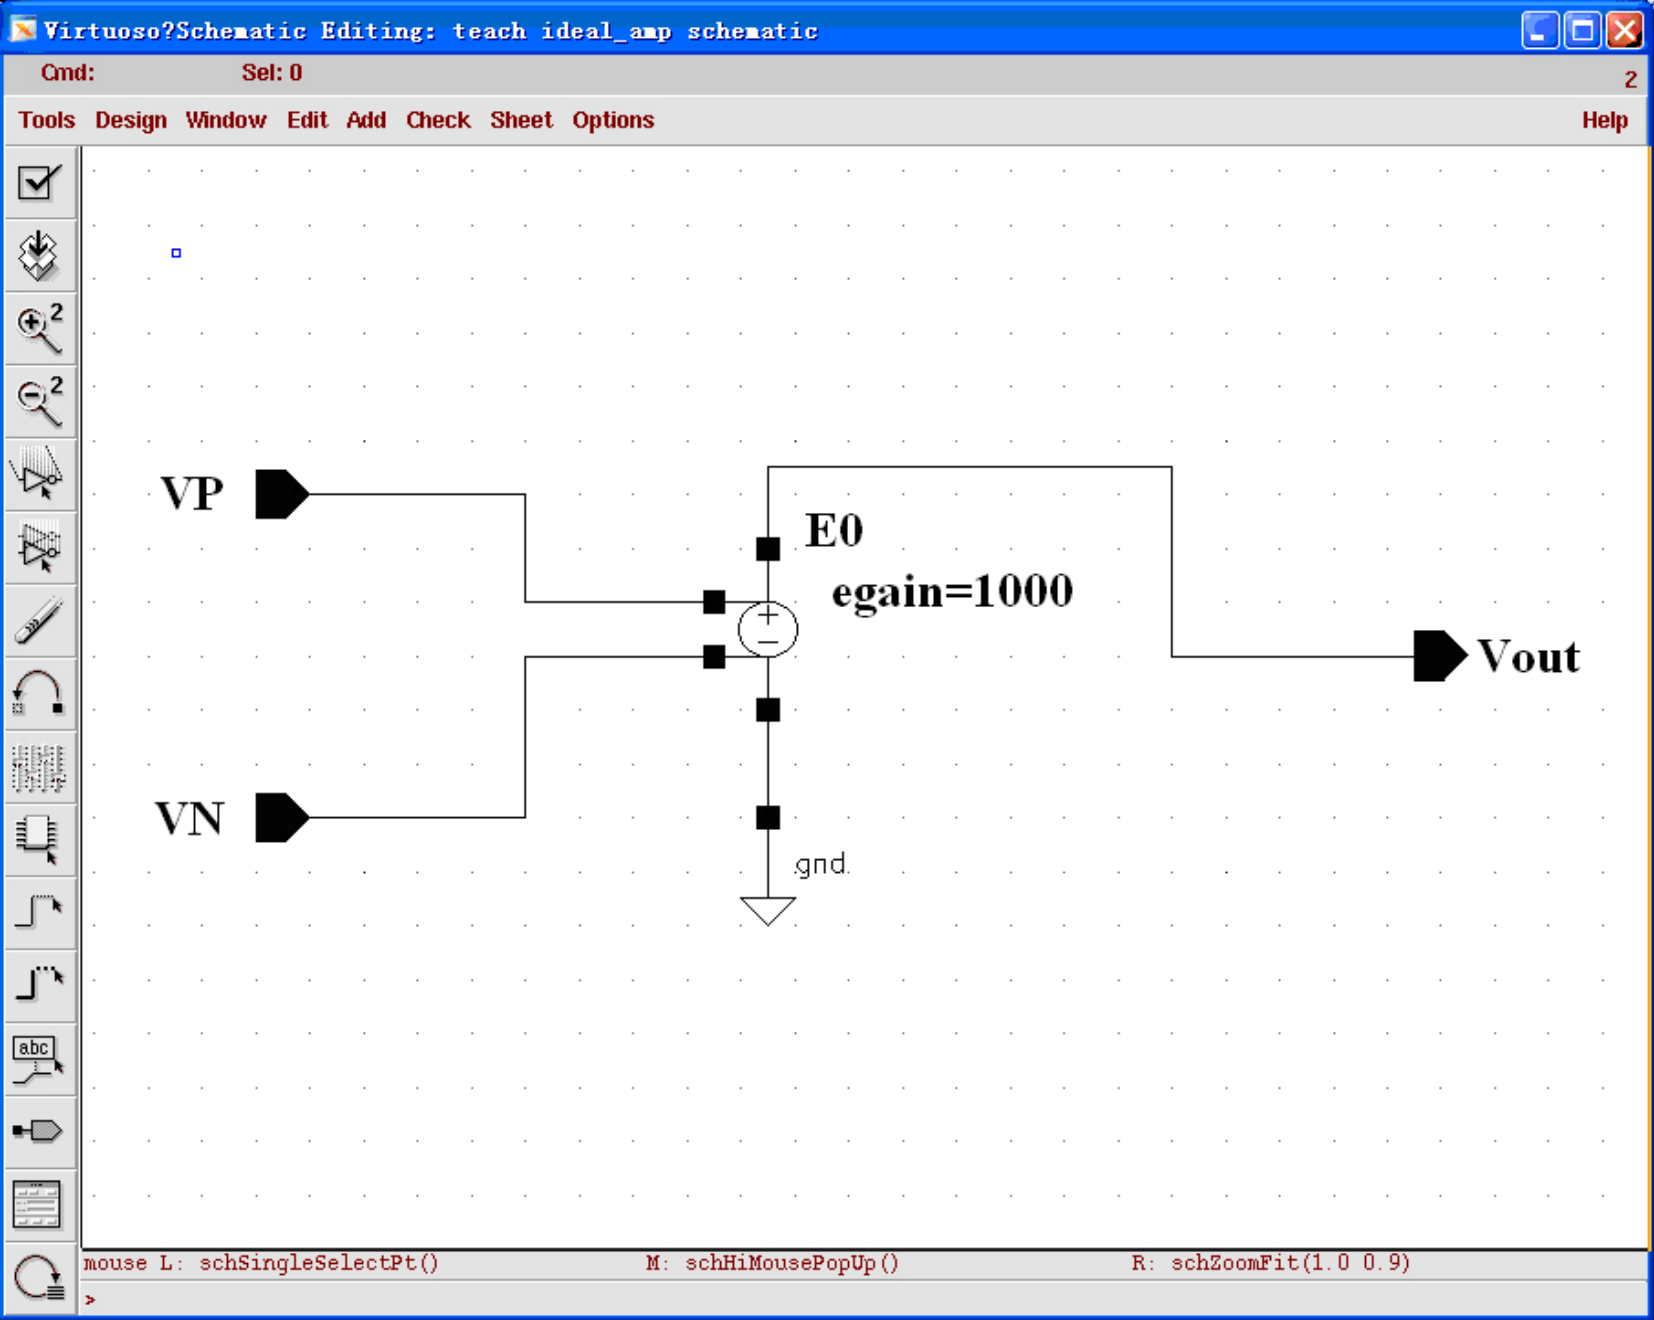 Virtuoso?Schematic Editing: teach ideal_amp schematic
Cmd: Sel: 0 2
Tools Design Window Edit Add Check Sheet Options Help
2
2
abc
VP
E0
egain=1000
Vout
VN
gnd
mouse L: schSingleSelectPt() M: schHiMousePopUp() R: schZoomFit(1.0 0.9)
>